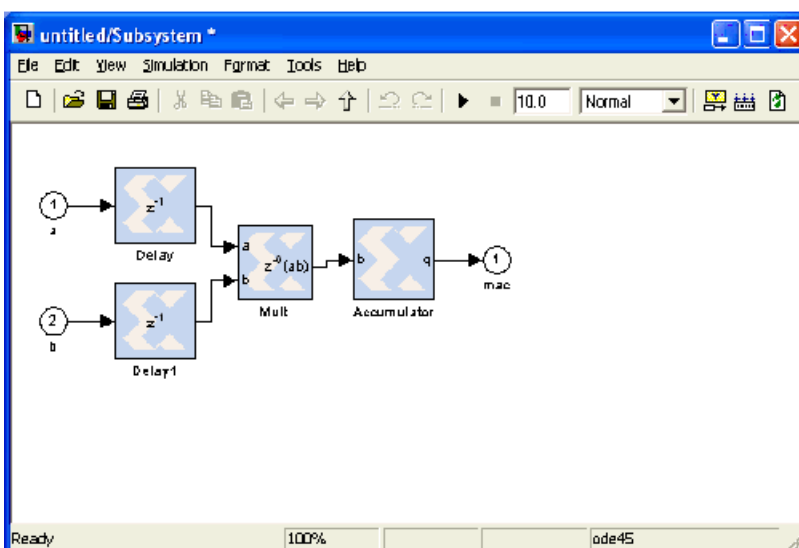 untitled/Subsystem *
File Edit View Simulation Format Tools Help
10.0 Normal
1
a
z⁻¹
Delay
2
b
z⁻¹
Delay1
a
b
z⁻⁰(ab)
Mult
b q
Accumulator
1
mac
Ready 100% ode45